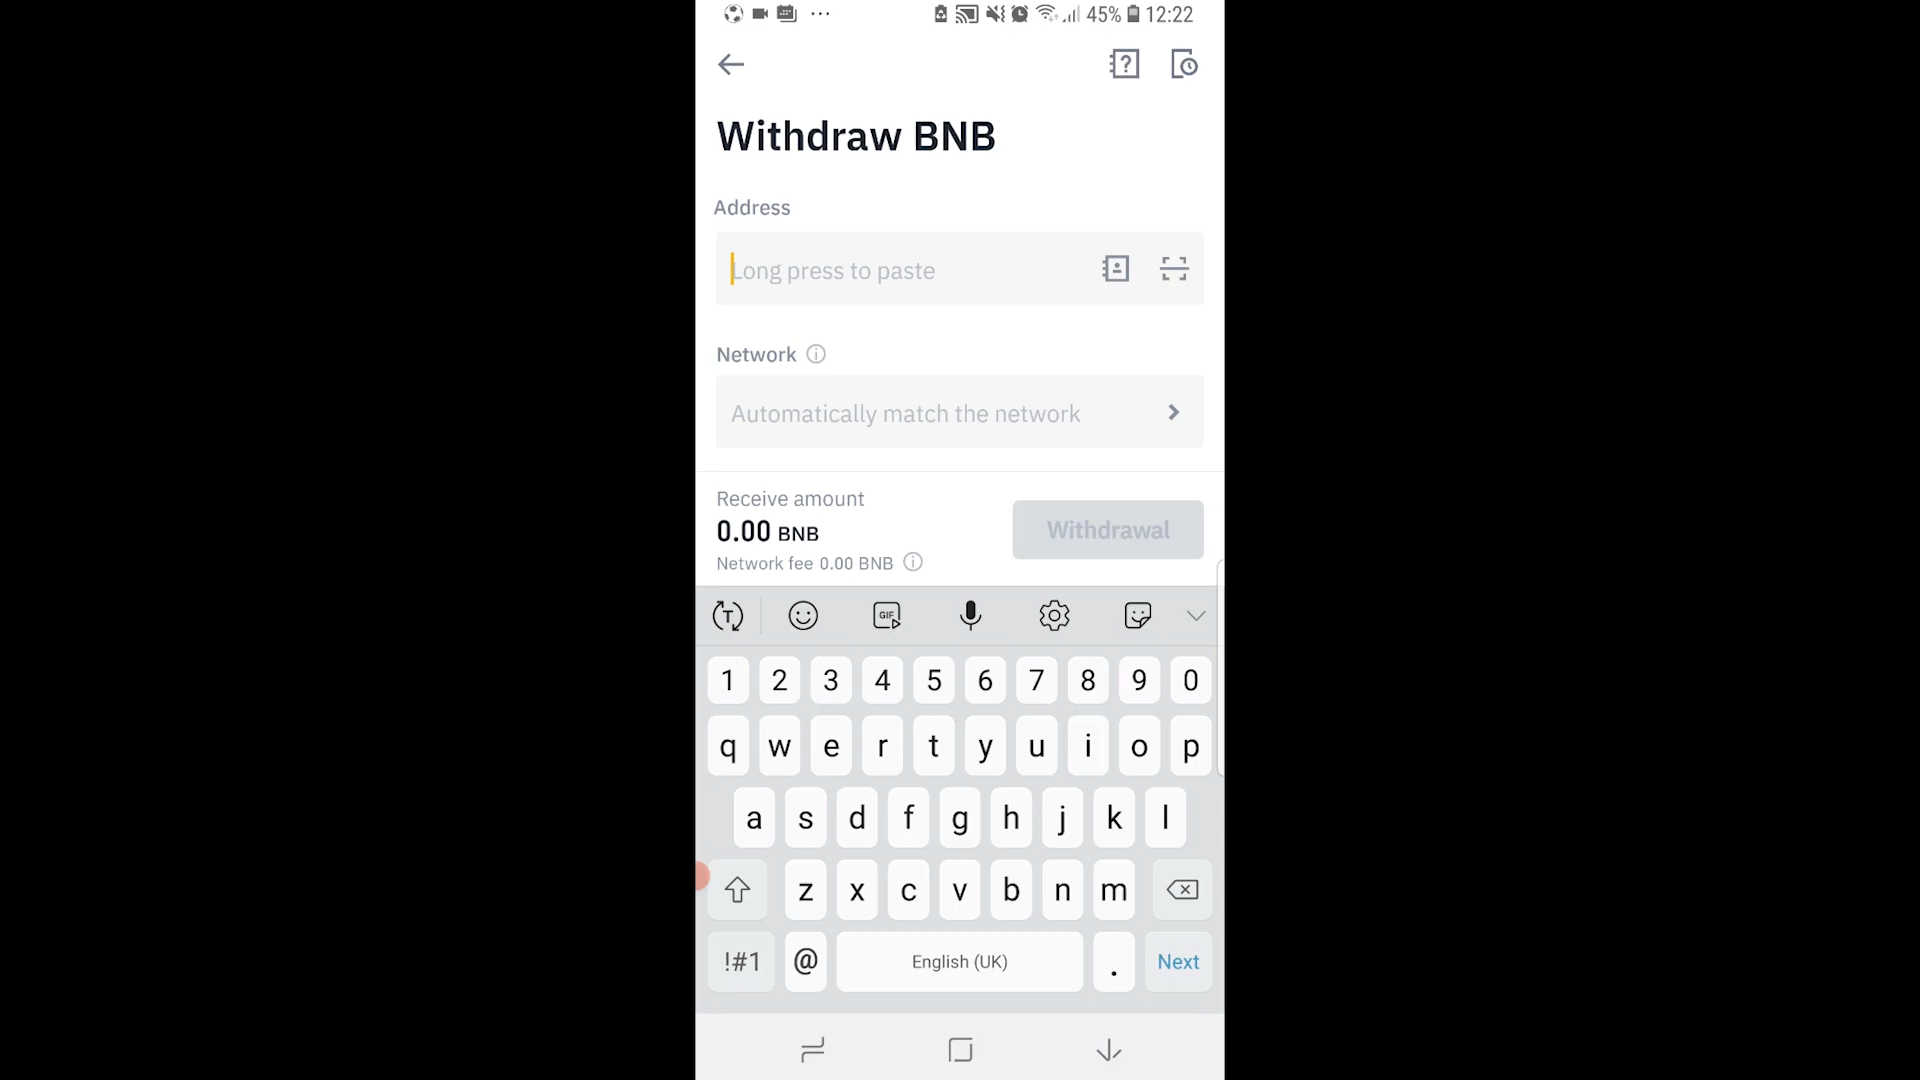 45% 12:22
Withdraw BNB
Address
Long press to paste
Network
Automatically match the network
Receive amount
0.00 BNB
Withdrawal
Network fee 0.00 BNB
T GIF
1 2 3 4 5 6 7 8 9 0
q w e r t y u i o p
a s d f g h j k l
z x c v b n m
!#1 @ English (UK) . Next